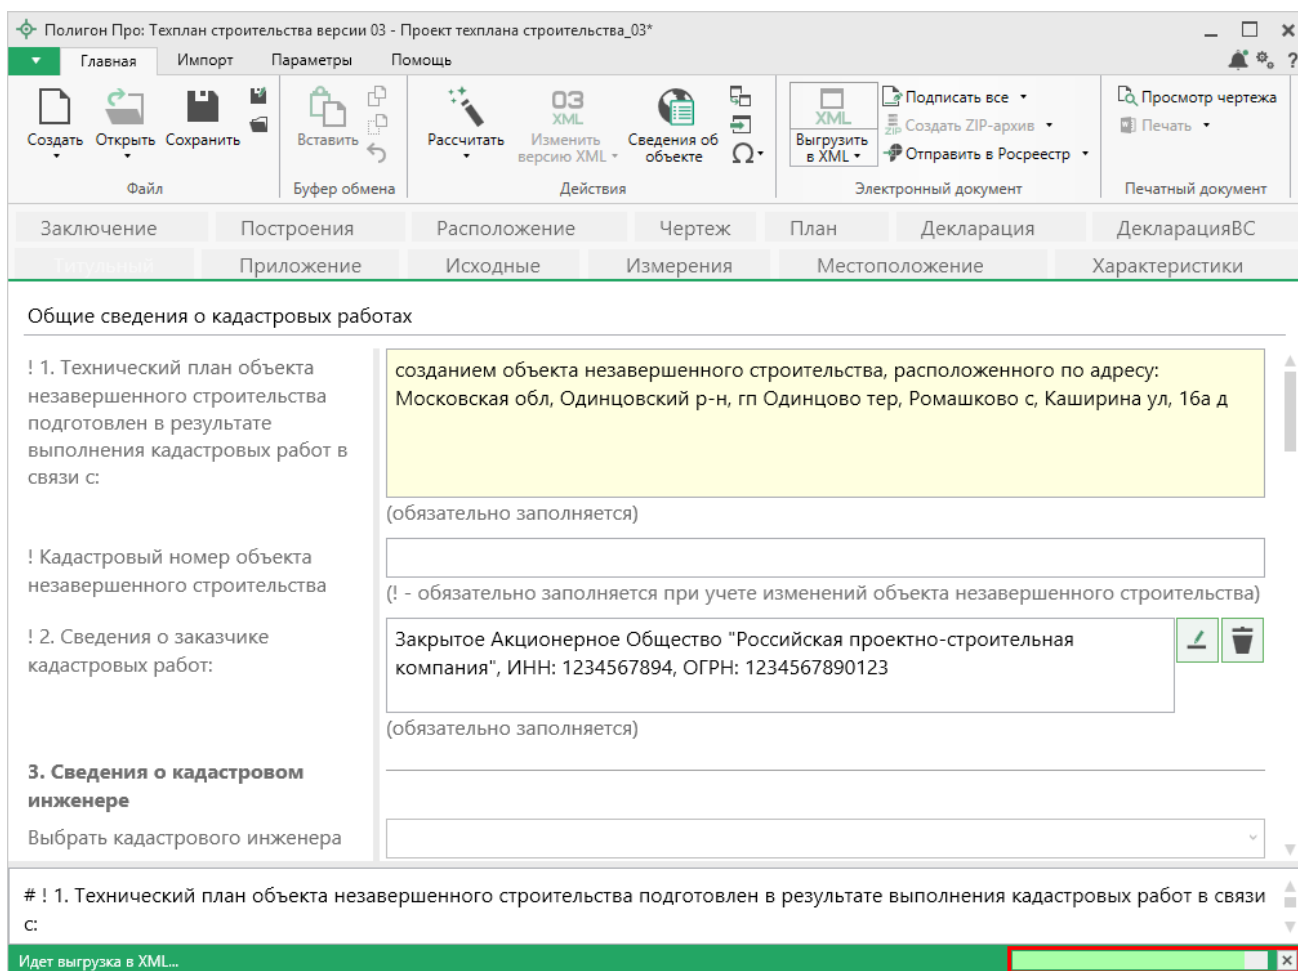 Полигон Про: Техплан строительства версии 03 - Проект техплана строительства_03*
Главная Импорт Параметры Помощь
?
Создать Открыть Сохранить
Вставить
Рассчитать
03
XML
Изменить
версию XML
Сведения об
объекте
Ω
XML
Выгрузить
в XML
Подписать все
ZIP Создать ZIP-архив
Отправить в Росреестр
Просмотр чертежа
Печать
Файл Буфер обмена Действия Электронный документ Печатный документ
Заключение Построения Расположение Чертеж План Декларация ДекларацияВС
Титульный Приложение Исходные Измерения Местоположение Характеристики
Общие сведения о кадастровых работах
! 1. Технический план объекта
незавершенного строительства
подготовлен в результате
выполнения кадастровых работ в
связи с:
созданием объекта незавершенного строительства, расположенного по адресу:
Московская обл, Одинцовский р-н, гп Одинцово тер, Ромашково с, Каширина ул, 16а д
(обязательно заполняется)
! Кадастровый номер объекта
незавершенного строительства
(! - обязательно заполняется при учете изменений объекта незавершенного строительства)
! 2. Сведения о заказчике
кадастровых работ:
Закрытое Акционерное Общество "Российская проектно-строительная
компания", ИНН: 1234567894, ОГРН: 1234567890123
(обязательно заполняется)
3. Сведения о кадастровом
инженере
Выбрать кадастрового инженера
# ! 1. Технический план объекта незавершенного строительства подготовлен в результате выполнения кадастровых работ в связи
с:
Идет выгрузка в XML...